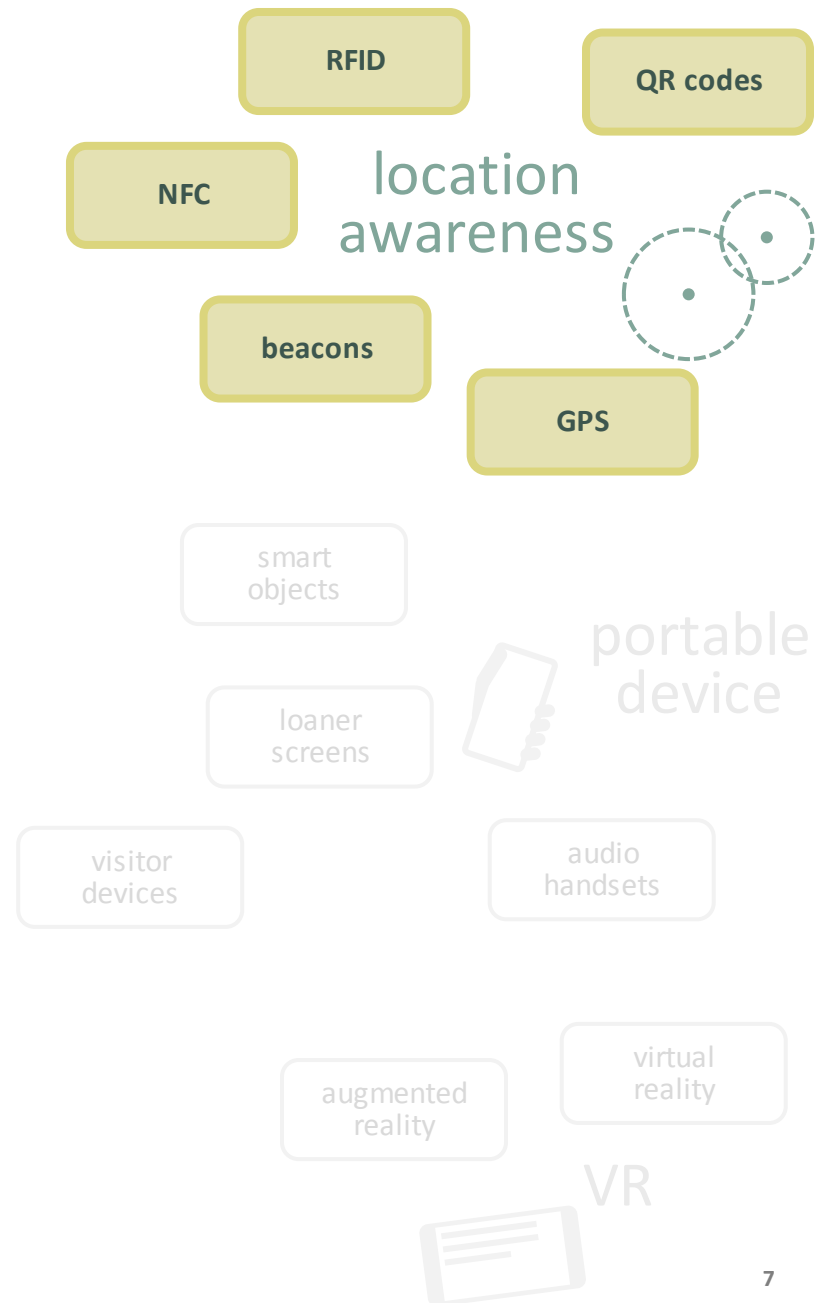 RFID
QR codes
NFC
location
awareness
beacons
GPS
smart
objects
portable
device
loaner
screens
visitor
devices
audio
handsets
virtual
reality
augmented
reality
VR
7